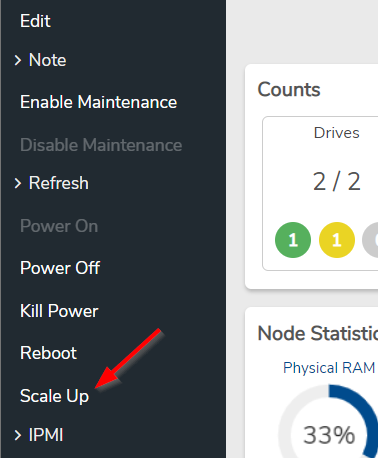 Edit
Note
Enable Maintenance
Disable Maintenance
Refresh
Power On
Power Off
Kill Power
Reboot
Scale Up
IPMI
Counts
Drives
2 / 2
1 1
Node Statistic
Physical RAM
33%